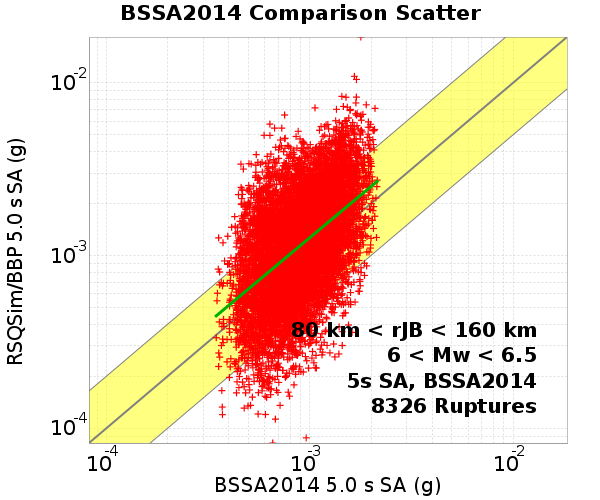 BSSA2014 Comparison Scatter
RSQSim/BBP 5.0 s SA (g)
10-2
10-3
10-4
80 km < rJB < 160 km
6 < Mw < 6.5
5s SA, BSSA2014
8326 Ruptures
10-4 10-3 10-2
BSSA2014 5.0 s SA (g)